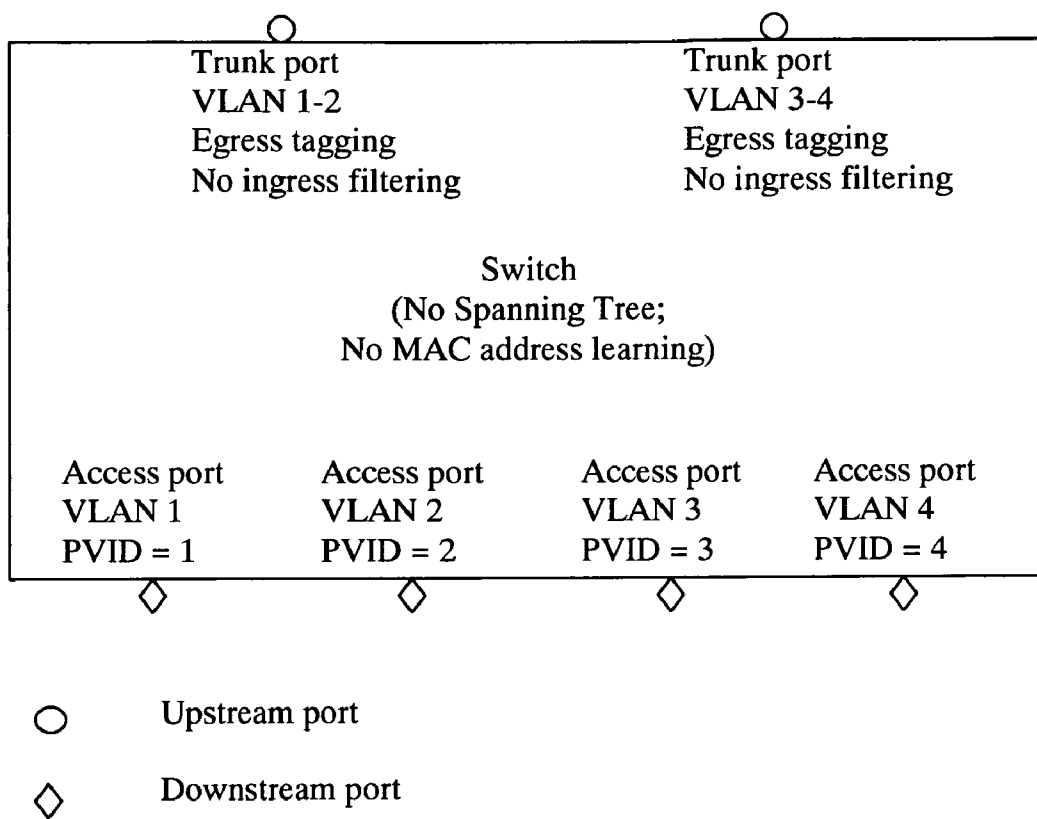 Trunk port
VLAN 1-2
Egress tagging
No ingress filtering
Trunk port
VLAN 3-4
Egress tagging
No ingress filtering
Switch
(No Spanning Tree;
No MAC address learning)
Access port
VLAN 1
PVID = 1
Access port
VLAN 2
PVID = 2
Access port
VLAN 3
PVID = 3
Access port
VLAN 4
PVID = 4
Upstream port
Downstream port